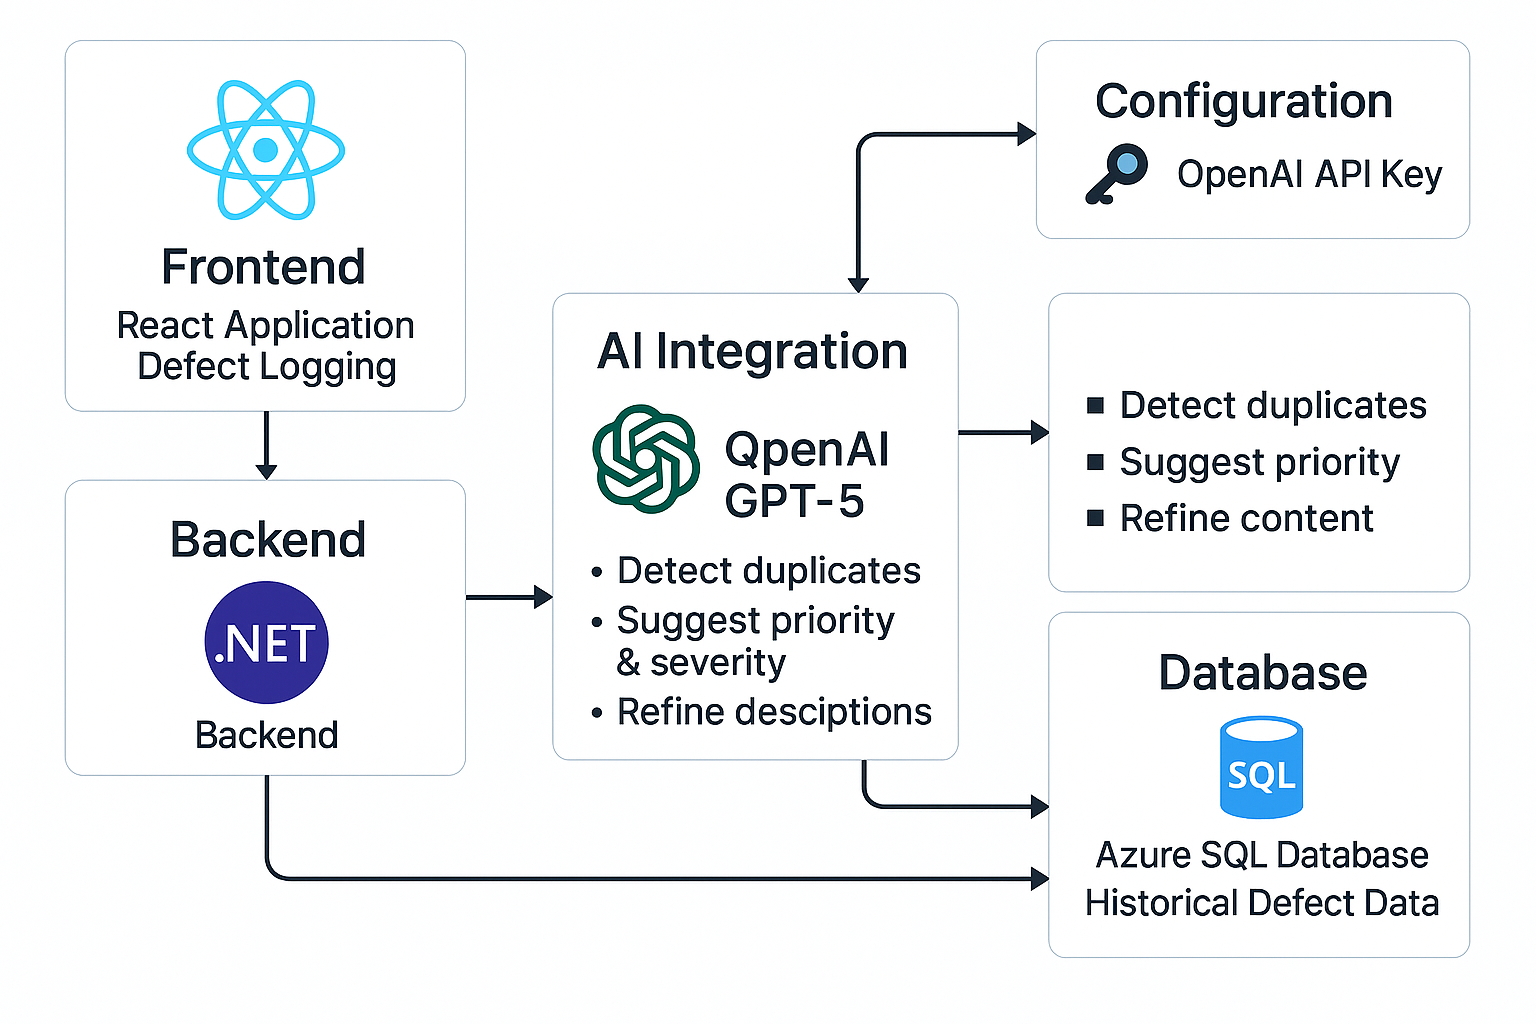 Frontend
React Application
Defect Logging
Backend
.NET
Backend
AI Integration
QpenAI
GPT-5
• Detect duplicates
• Suggest priority
& severity
• Refine desciptions
Configuration
OpenAI API Key
▪ Detect duplicates
▪ Suggest priority
▪ Refine content
Database
SQL
Azure SQL Database
Historical Defect Data